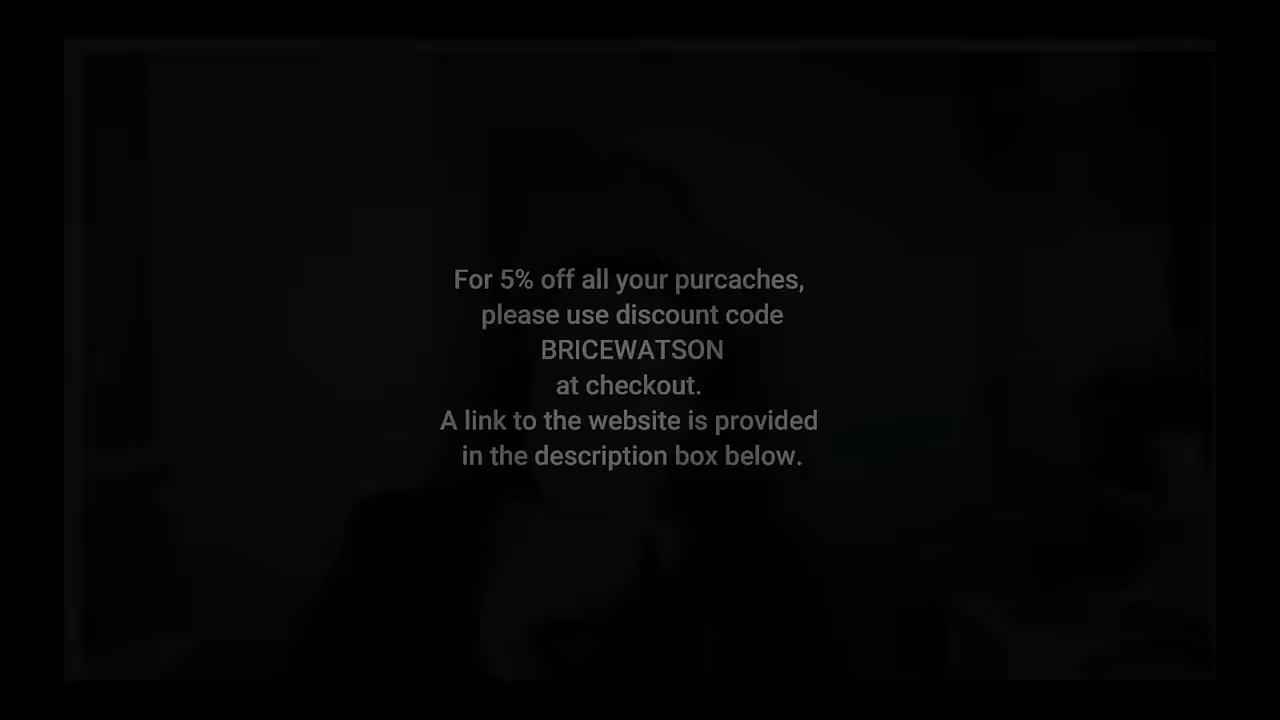 For 5% off all your purcaches,
please use discount code
BRICEWATSON
at checkout.
A link to the website is provided
in the description box below.